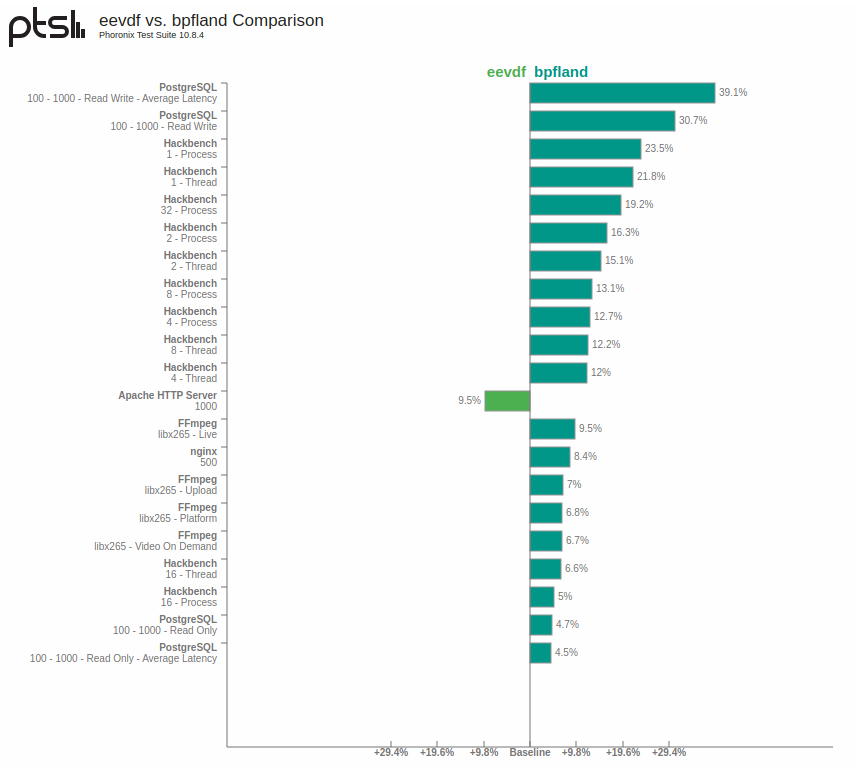 ptsl
eevdf vs. bpfland Comparison
Phoronix Test Suite 10.8.4
eevdf bpfland
PostgreSQL
100 - 1000 - Read Write - Average Latency
39.1%
PostgreSQL
100 - 1000 - Read Write
30.7%
Hackbench
1 - Process
23.5%
Hackbench
1 - Thread
21.8%
Hackbench
32 - Process
19.2%
Hackbench
2 - Process
16.3%
Hackbench
2 - Thread
15.1%
Hackbench
8 - Process
13.1%
Hackbench
4 - Process
12.7%
Hackbench
8 - Thread
12.2%
Hackbench
4 - Thread
12%
Apache HTTP Server
1000
9.5%
FFmpeg
libx265 - Live
9.5%
nginx
500
8.4%
FFmpeg
libx265 - Upload
7%
FFmpeg
libx265 - Platform
6.8%
FFmpeg
libx265 - Video On Demand
6.7%
Hackbench
16 - Thread
6.6%
Hackbench
16 - Process
5%
PostgreSQL
100 - 1000 - Read Only
4.7%
PostgreSQL
100 - 1000 - Read Only - Average Latency
4.5%
+29.4% +19.6% +9.8% Baseline +9.8% +19.6% +29.4%